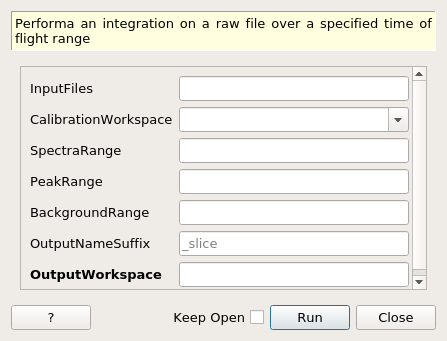 Performa an integration on a raw file over a specified time of
flight range
InputFiles
CalibrationWorkspace
SpectraRange
PeakRange
BackgroundRange
OutputNameSuffix _slice
OutputWorkspace
? Keep Open Run Close